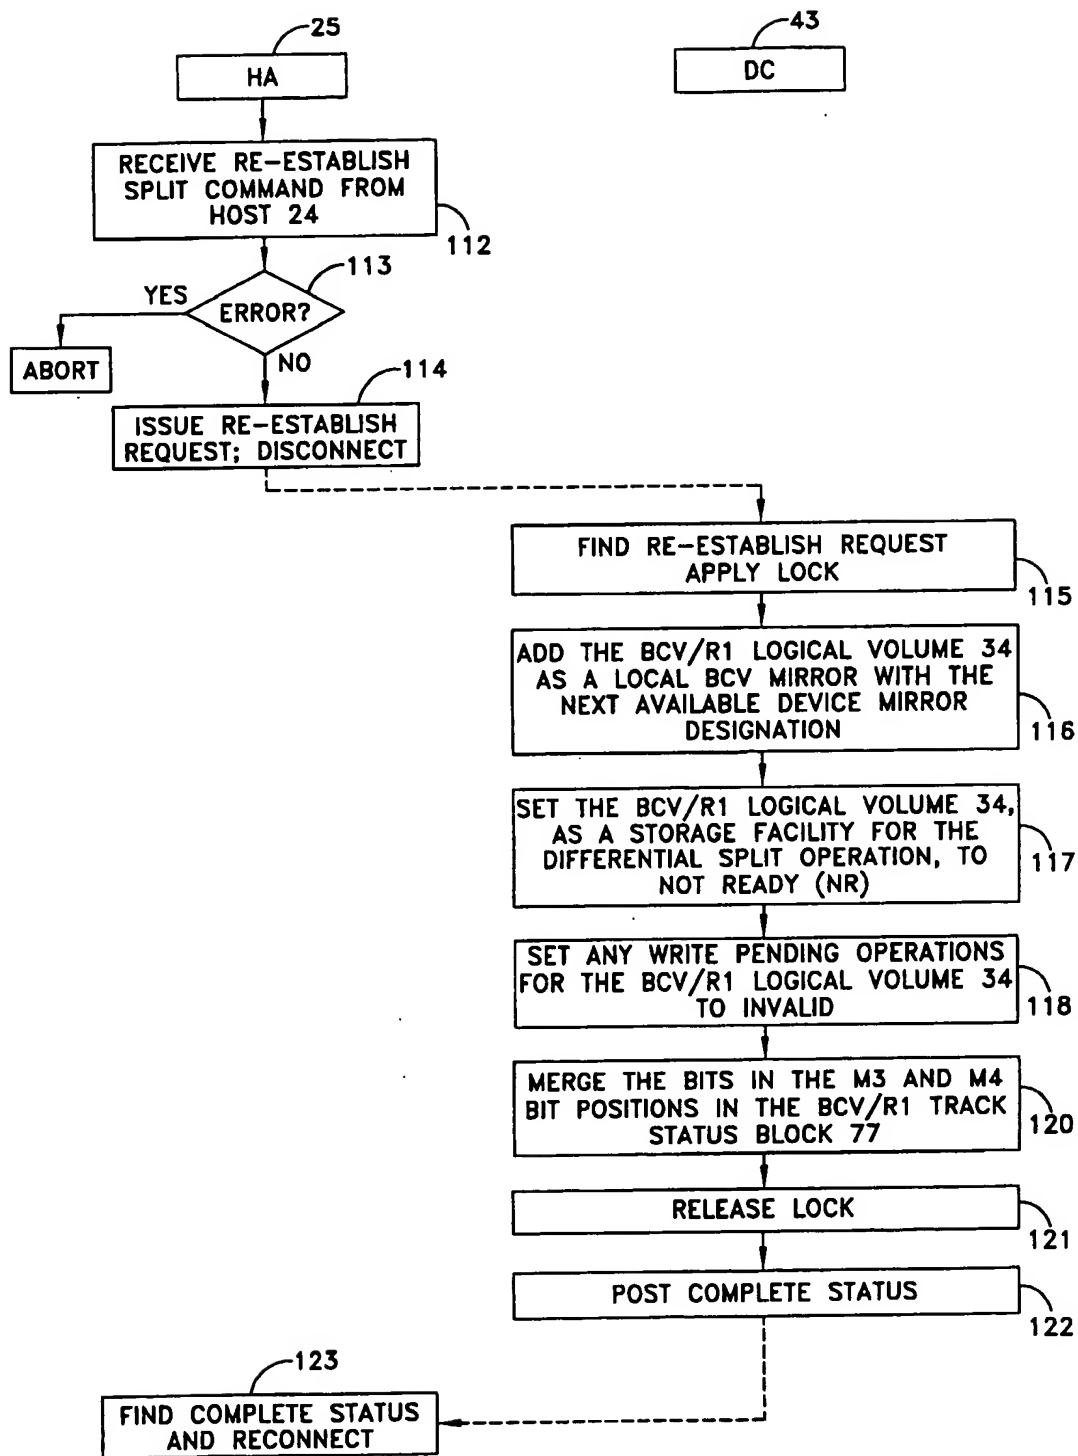 25
HA
43
DC
RECEIVE RE-ESTABLISH
SPLIT COMMAND FROM
HOST 24
112
113
YES
ERROR?
ABORT
NO
114
ISSUE RE-ESTABLISH
REQUEST; DISCONNECT
FIND RE-ESTABLISH REQUEST
APPLY LOCK
115
ADD THE BCV/R1 LOGICAL VOLUME 34
AS A LOCAL BCV MIRROR WITH THE
NEXT AVAILABLE DEVICE MIRROR
DESIGNATION
116
SET THE BCV/R1 LOGICAL VOLUME 34,
AS A STORAGE FACILITY FOR THE
DIFFERENTIAL SPLIT OPERATION, TO
NOT READY (NR)
117
SET ANY WRITE PENDING OPERATIONS
FOR THE BCV/R1 LOGICAL VOLUME 34
TO INVALID
118
MERGE THE BITS IN THE M3 AND M4
BIT POSITIONS IN THE BCV/R1 TRACK
STATUS BLOCK 77
120
RELEASE LOCK
121
POST COMPLETE STATUS
122
123
FIND COMPLETE STATUS
AND RECONNECT